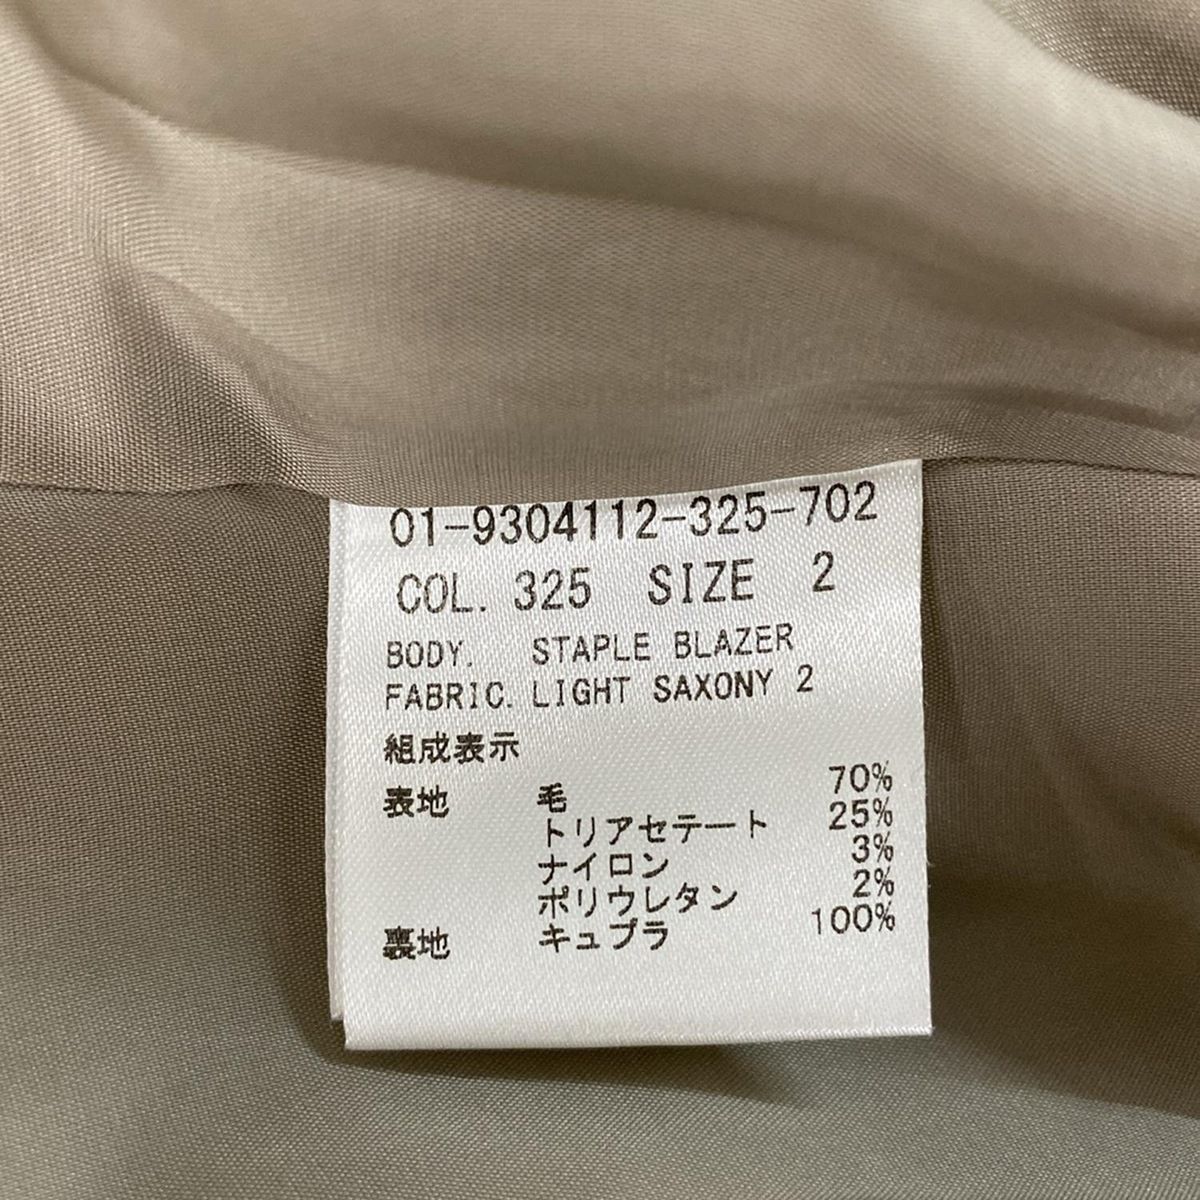 01-9304112-325-702
COL. 325 SIZE 2
BODY. STAPLE BLAZER
FABRIC. LIGHT SAXONY 2
組成表示
表地 毛 70%
トリアセテート 25%
ナイロン 3%
ポリウレタン 2%
裏地 キュプラ 100%